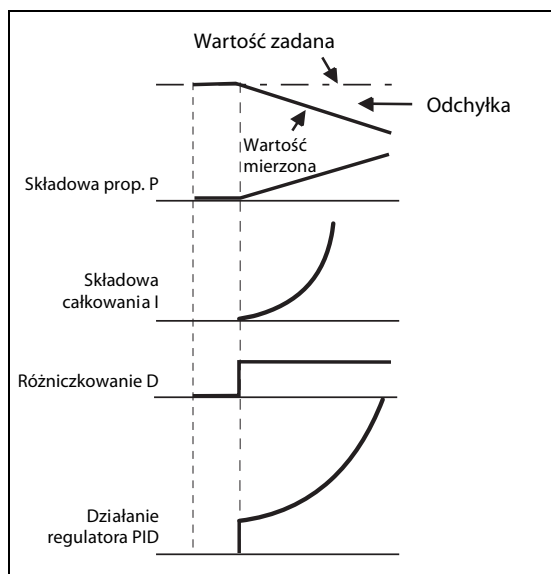 Wartość zadana
Odchyłka
Wartość
mierzona
Składowa prop. P
Składowa
całkowania I
Różniczkowanie D
Działanie
regulatora PID